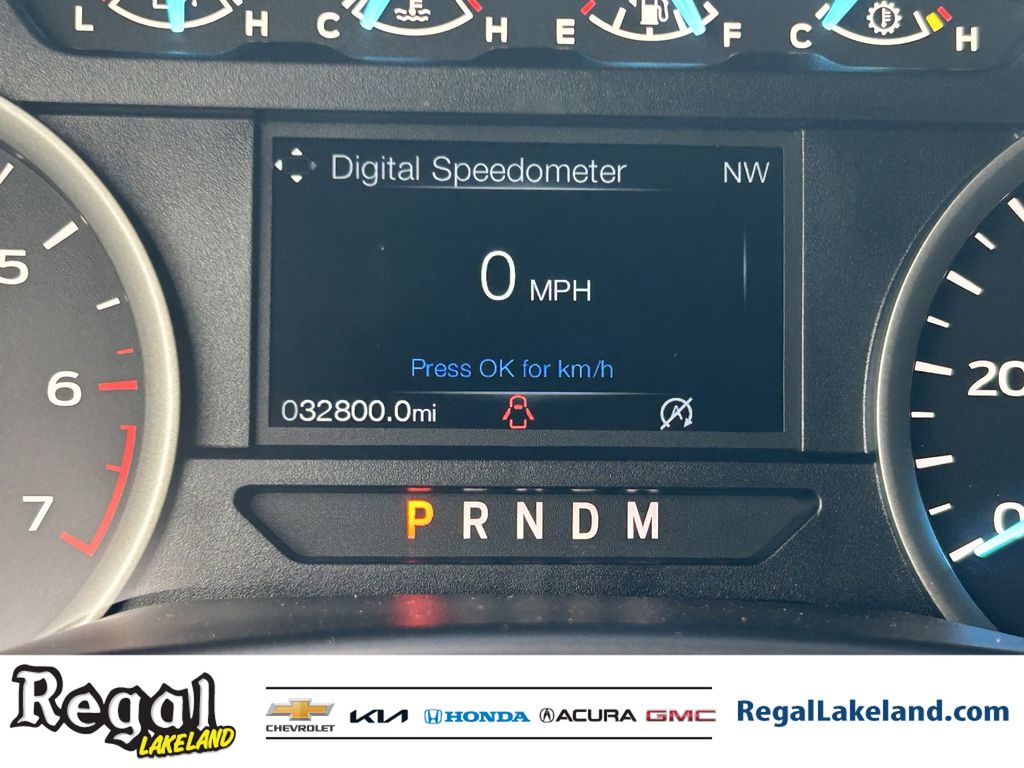 L H C H E F C H
Digital Speedometer NW
5
0 MPH
6
20
Press OK for km/h
032800.0mi
7
0
P R N D M
Regal
LAKELAND
CHEVROLET KIA HONDA ACURA GMC
RegalLakeland.com